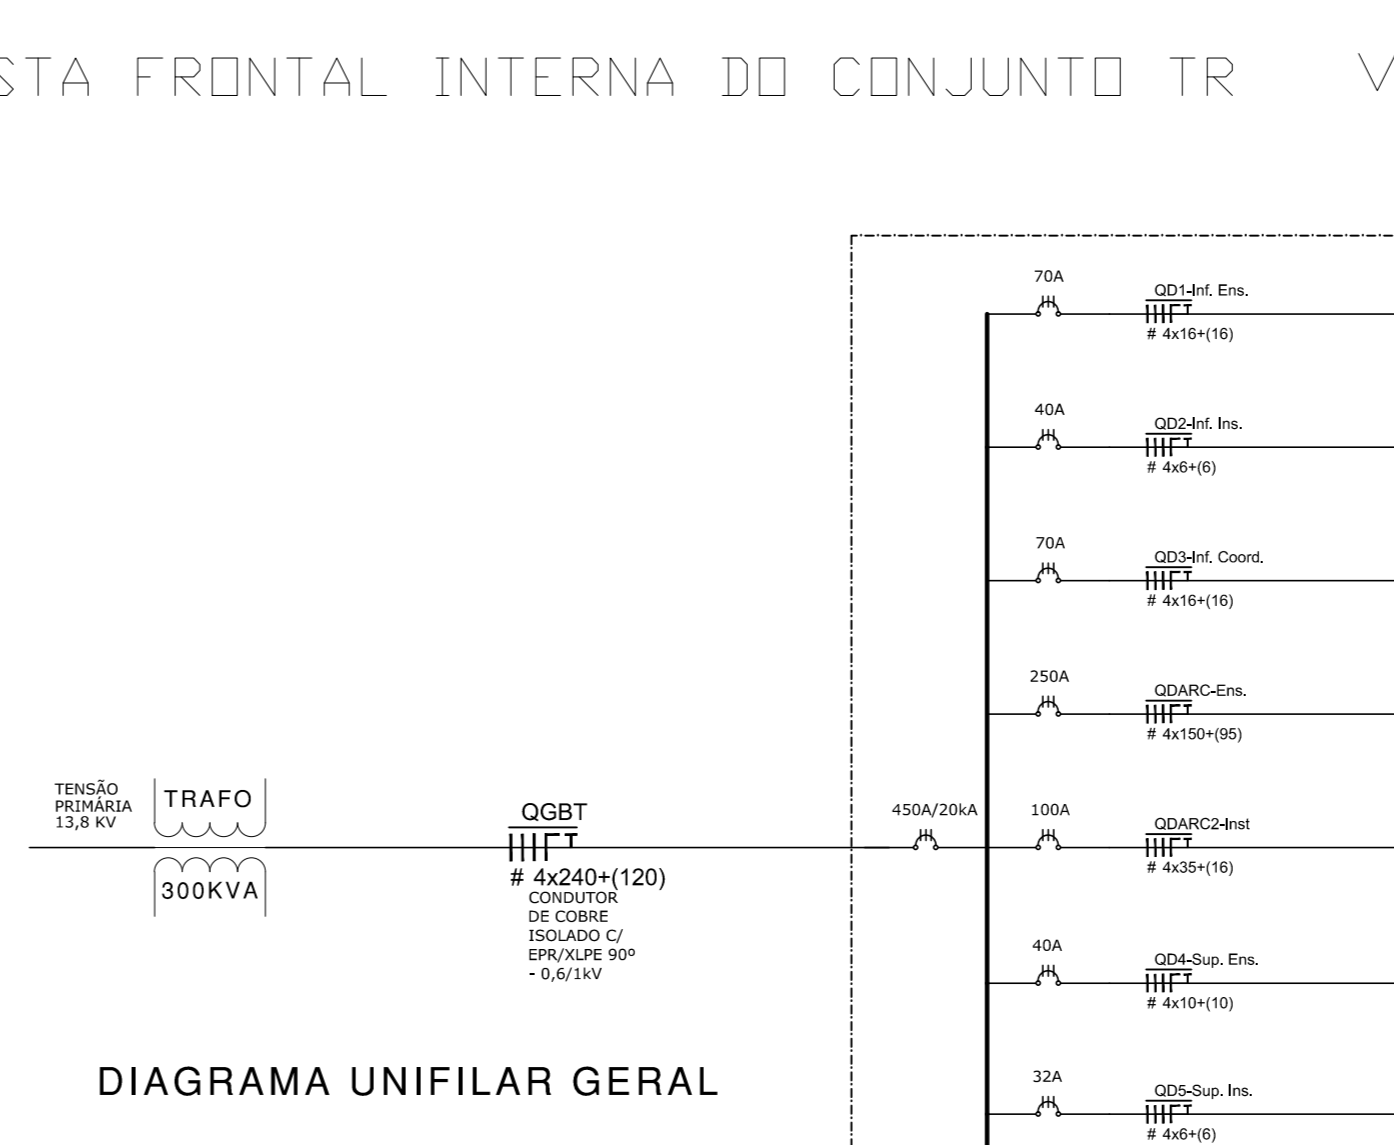 STA FRONTAL INTERNA DO CONJUNTO TR V
70A
QD1-Inf. Ens.
# 4x16+(16)
40A
QD2-Inf. Ins.
# 4x6+(6)
70A
QD3-Inf. Coord.
# 4x16+(16)
250A
QDARC-Ens.
# 4x150+(95)
TENSÃO
PRIMÁRIA
13,8 KV
TRAFO
300KVA
QGBT
# 4x240+(120)
CONDUTOR
DE COBRE
ISOLADO C/
EPR/XLPE 90º
- 0,6/1kV
450A/20kA
100A
QDARC2-Inst
# 4x35+(16)
40A
QD4-Sup. Ens.
# 4x10+(10)
32A
QD5-Sup. Ins.
# 4x6+(6)
DIAGRAMA UNIFILAR GERAL